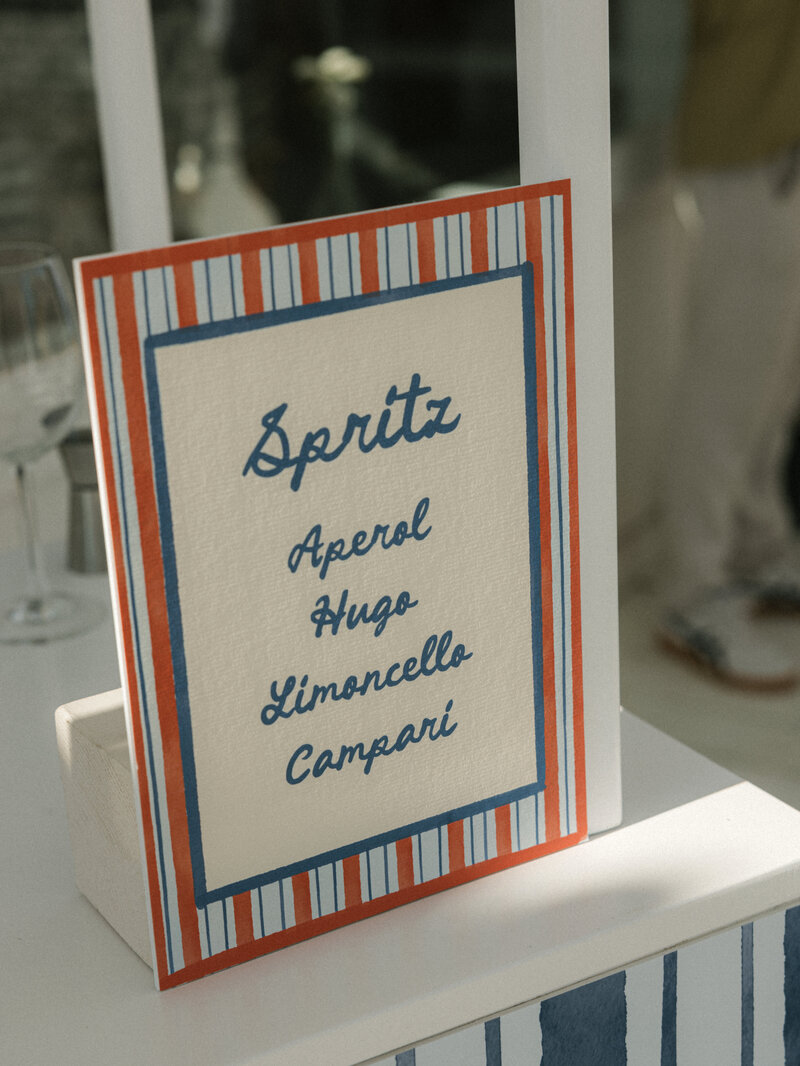 Spritz
Aperol
Hugo
Limoncello
Campari